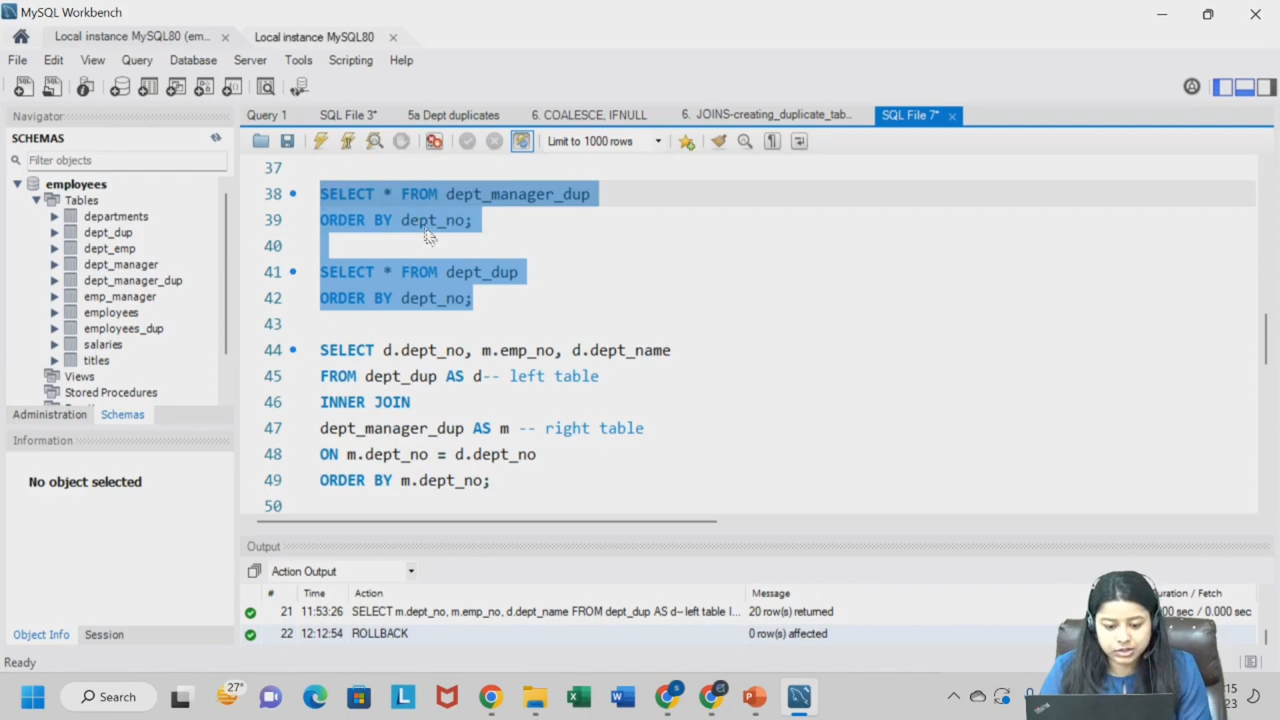 MySQL Workbench
Local instance MySQL80 (em... × Local instance MySQL80 ×
File Edit View Query Database Server Tools Scripting Help
Navigator
SCHEMAS
Filter objects
employees
Tables
departments
dept_dup
dept_emp
dept_manager
dept_manager_dup
emp_manager
employees
employees_dup
salaries
titles
Views
Stored Procedures
Administration Schemas
Information
No object selected
Object Info Session
Query 1 SQL File 3* 5a Dept duplicates 6. COALESCE, IFNULL 6. JOINS-creating_duplicate_tab... SQL File 7* ×
Limit to 1000 rows
37
38 SELECT * FROM dept_manager_dup
39 ORDER BY dept_no;
40
41 SELECT * FROM dept_dup
42 ORDER BY dept_no;
43
44 SELECT d.dept_no, m.emp_no, d.dept_name
45 FROM dept_dup AS d-- left table
46 INNER JOIN
47 dept_manager_dup AS m -- right table
48 ON m.dept_no = d.dept_no
49 ORDER BY m.dept_no;
50
Output
Action Output
# Time Action Message Duration / Fetch
21 11:53:26 SELECT m.dept_no, m.emp_no, d.dept_name FROM dept_dup AS d-- left table I... 20 row(s) returned 00 sec / 0.000 sec
22 12:12:54 ROLLBACK 0 row(s) affected
Ready
Search
27°